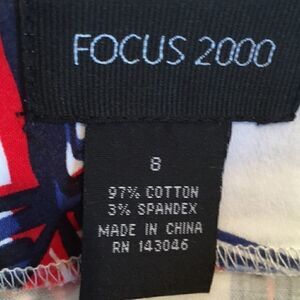 FOCUS 2000
8
97% COTTON
3% SPANDEX
MADE IN CHINA
RN 143046